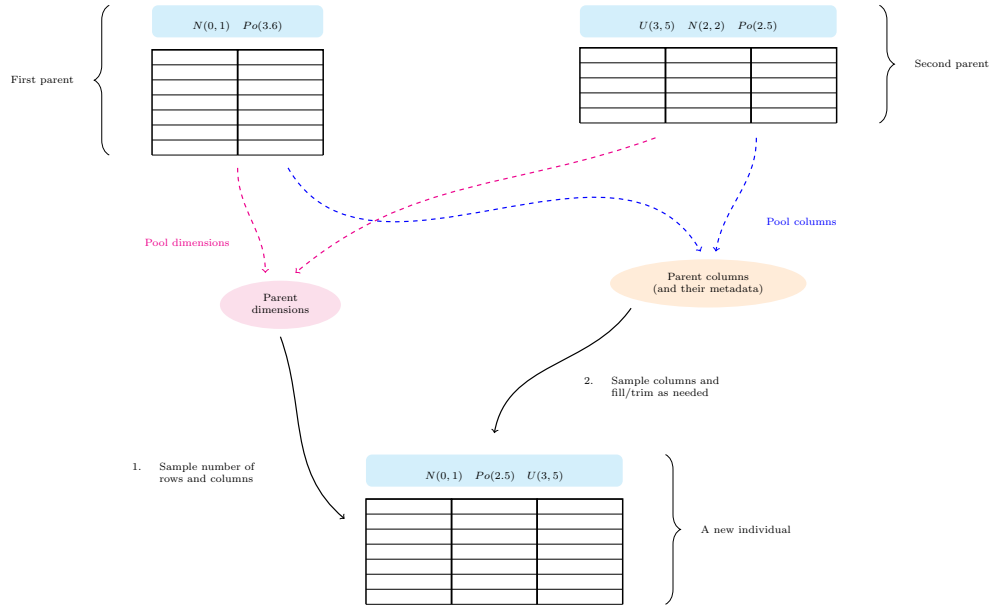 N(0,1) Po(3.6)
U(3,5) N(2,2) Po(2.5)
First parent
Second parent
Pool dimensions
Pool columns
Parent
dimensions
Parent columns
(and their metadata)
2. Sample columns and
fill/trim as needed
1. Sample number of
rows and columns
N(0,1) Po(2.5) U(3,5)
A new individual